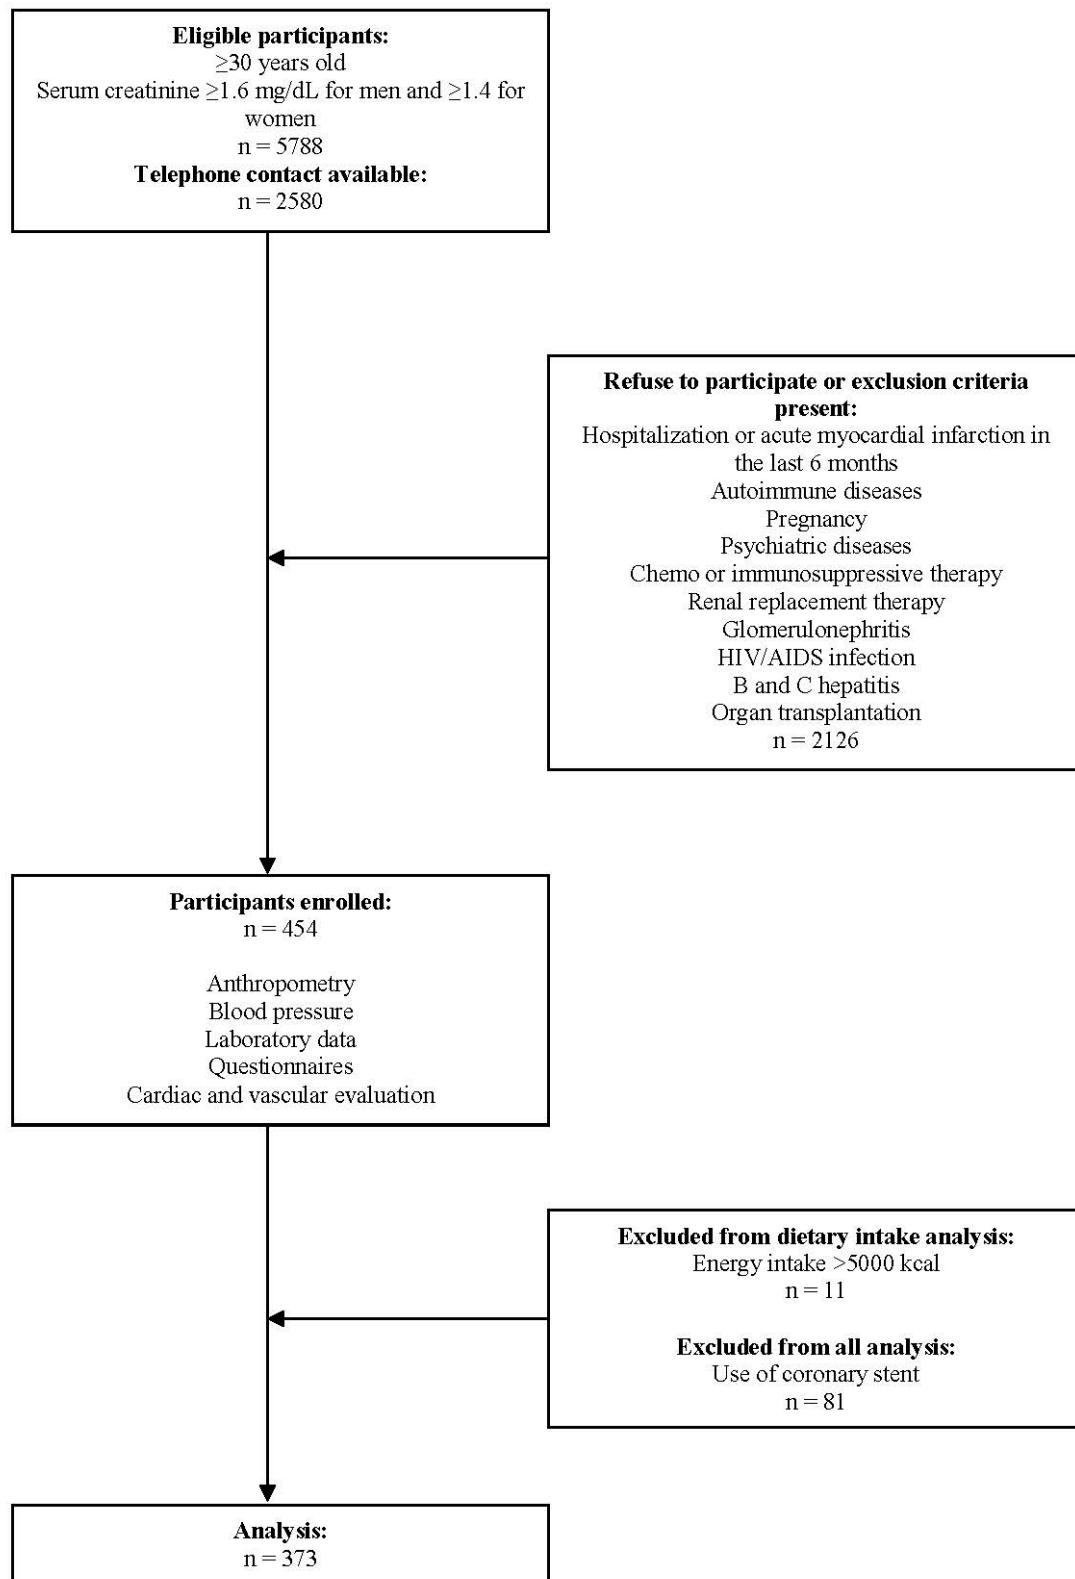 Eligible participants:
≥30 years old
Serum creatinine ≥1.6 mg/dL for men and ≥1.4 for
women
n = 5788
Telephone contact available:
n = 2580
Refuse to participate or exclusion criteria
present:
Hospitalization or acute myocardial infarction in
the last 6 months
Autoimmune diseases
Pregnancy
Psychiatric diseases
Chemo or immunosuppressive therapy
Renal replacement therapy
Glomerulonephritis
HIV/AIDS infection
B and C hepatitis
Organ transplantation
n = 2126
Participants enrolled:
n = 454
Anthropometry
Blood pressure
Laboratory data
Questionnaires
Cardiac and vascular evaluation
Excluded from dietary intake analysis:
Energy intake >5000 kcal
n = 11
Excluded from all analysis:
Use of coronary stent
n = 81
Analysis:
n = 373